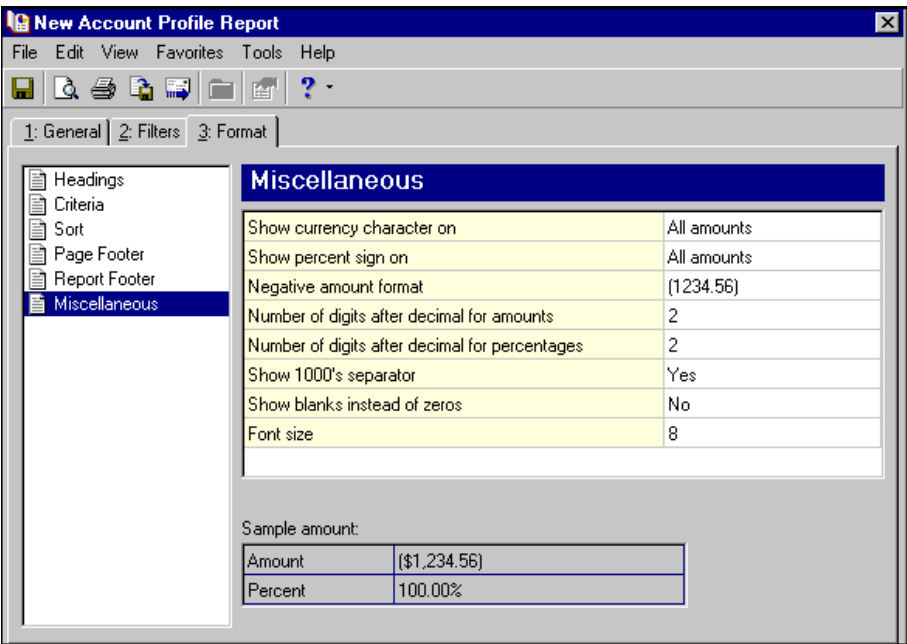 New Account Profile Report
File Edit View Favorites Tools Help
1: General 2: Filters 3: Format
Headings
Criteria
Sort
Page Footer
Report Footer
Miscellaneous
Miscellaneous
Show currency character on All amounts
Show percent sign on All amounts
Negative amount format (1234.56)
Number of digits after decimal for amounts 2
Number of digits after decimal for percentages 2
Show 1000's separator Yes
Show blanks instead of zeros No
Font size 8
Sample amount:
Amount ($1,234.56)
Percent 100.00%